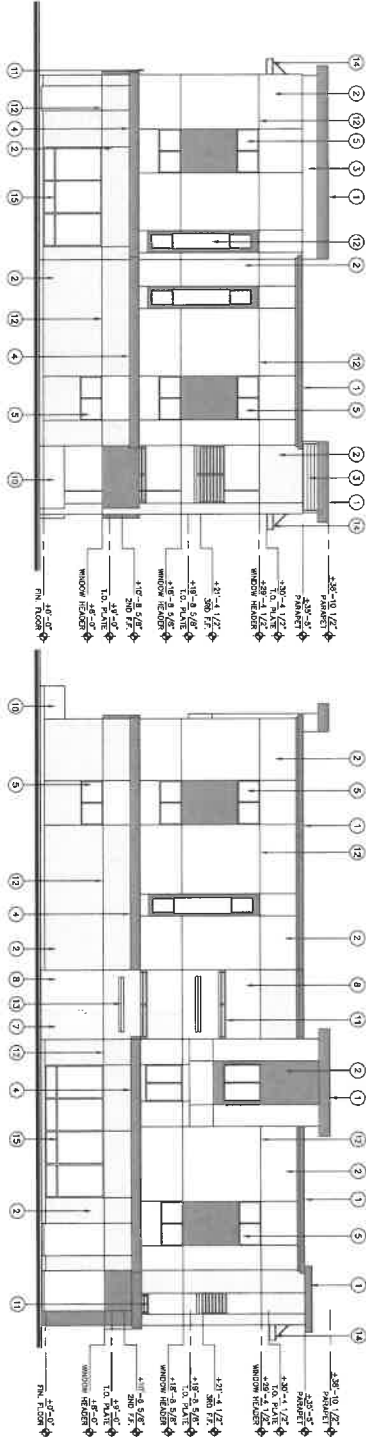 14 2 12 5 3 1 12 2 12 1 5 2 3 1 14
+36'-10 1/2"
PARAPET
±35'-5"
PARAPET
+30'-4 1/2"
T.O. PLATE
+29'-4 1/2"
WINDOW HEADER
+21'-4 1/2"
3RD F.F.
+19'-8 5/8"
T.O. PLATE
+18'-8 5/8"
WINDOW HEADER
+10'-8 5/8"
2ND F.F.
+9'-0"
T.O. PLATE
+8'-0"
WINDOW HEADER
±0'-0"
FIN. FLOOR
11 12 4 2 15 2 12 4 5 10
2 5 1 12 2 8 11 2 1 12 2 1 5 1 14
+36'-10 1/2"
PARAPET
±35'-5"
PARAPET
+30'-4 1/2"
T.O. PLATE
+29'-4 1/2"
WINDOW HEADER
+21'-4 1/2"
3RD F.F.
+19'-8 5/8"
T.O. PLATE
+18'-8 5/8"
WINDOW HEADER
2ND F.F.
+9'-0"
T.O. PLATE
+8'-0"
WINDOW HEADER
±0'-0"
FIN. FLOOR
10 5 12 4 2 8 13 7 12 4 15 2 11